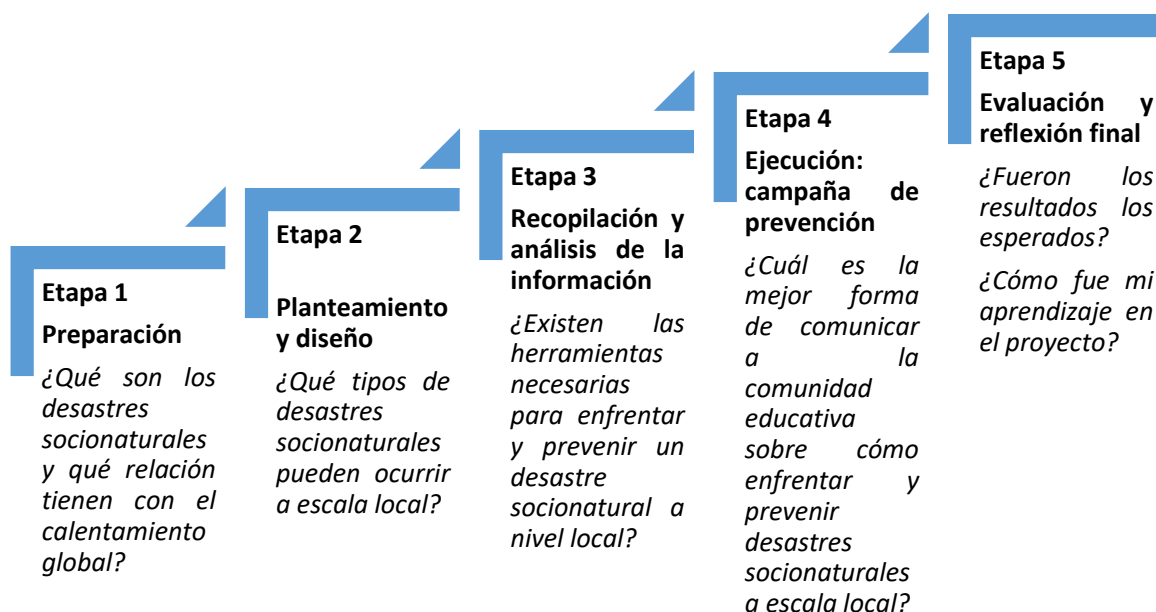 Etapa 1
Preparación
¿Qué son los
desastres
socionaturales
y qué relación
tienen con el
calentamiento
global?
Etapa 2
Planteamiento
y diseño
¿Qué tipos de
desastres
socionaturales
pueden ocurrir
a escala local?
Etapa 3
Recopilación y
análisis de la
información
¿Existen las
herramientas
necesarias
para enfrentar
y prevenir un
desastre
socionatural a
nivel local?
Etapa 4
Ejecución:
campaña de
prevención
¿Cuál es la
mejor forma
de comunicar
a la
comunidad
educativa
sobre cómo
enfrentar y
prevenir
desastres
socionaturales
a escala local?
Etapa 5
Evaluación y
reflexión final
¿Fueron los
resultados los
esperados?
¿Cómo fue mi
aprendizaje en
el proyecto?